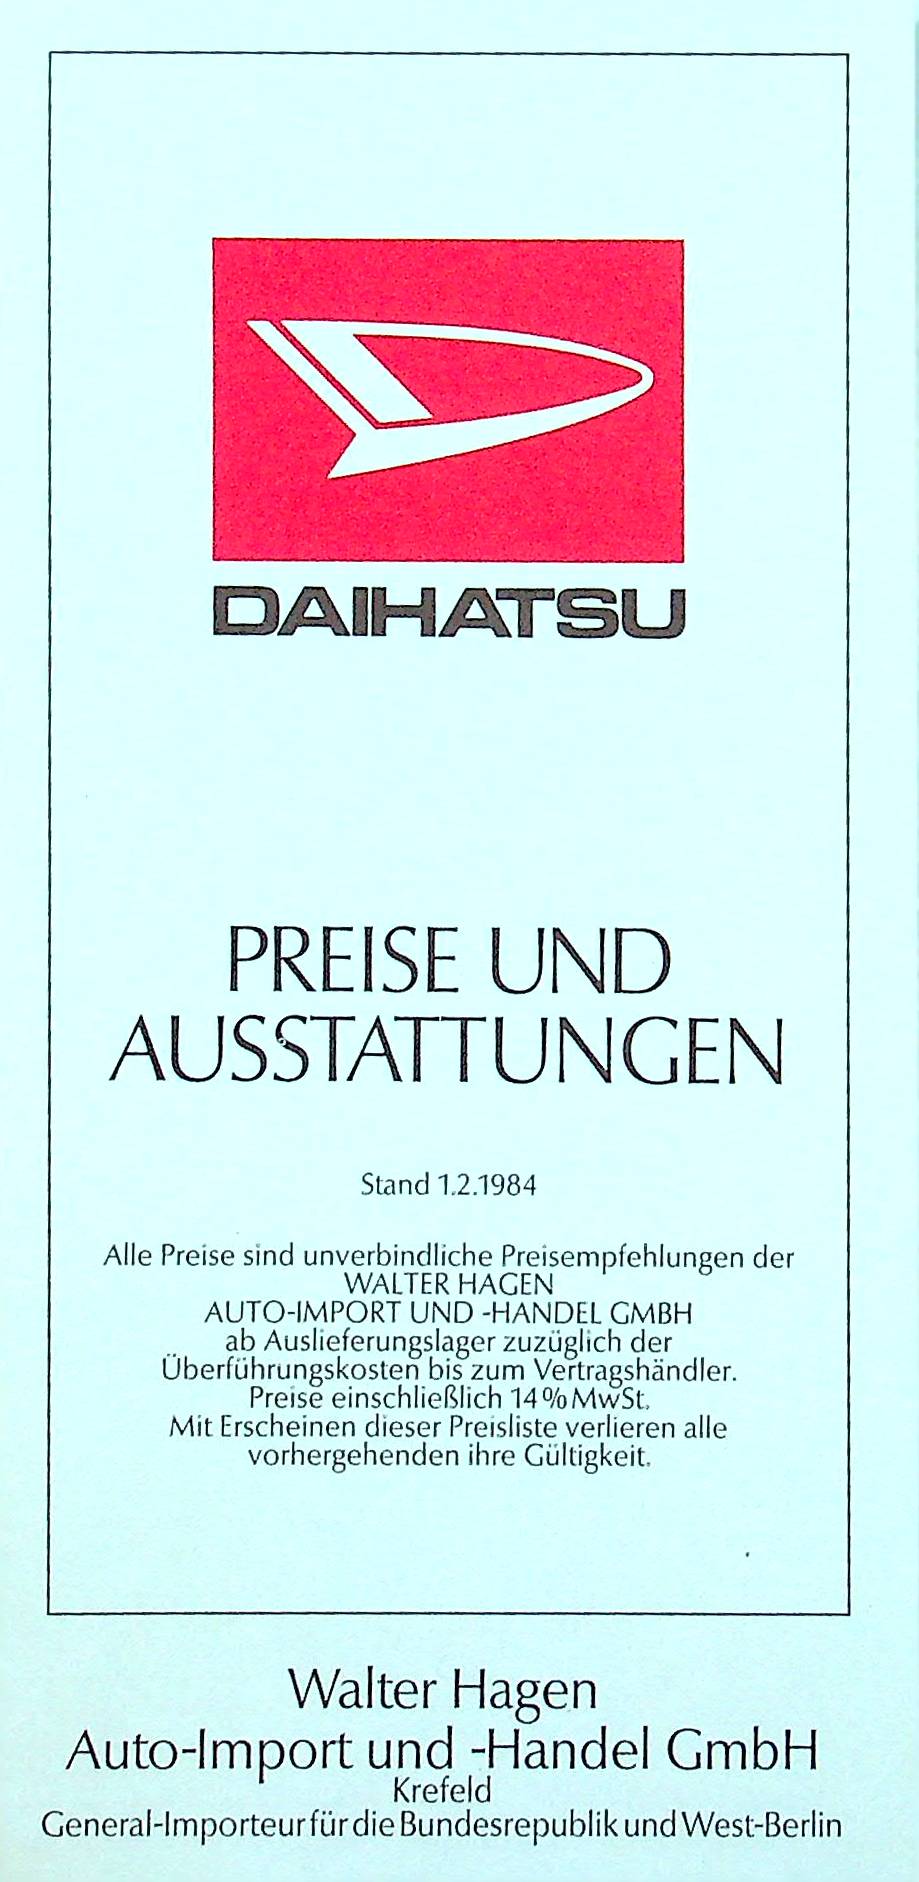 DAIHATSU
PREISE UND
AUSSTATTUNGEN
Stand 1.2.1984
Alle Preise sind unverbindliche Preisempfehlungen der
WALTER HAGEN
AUTO-IMPORT UND -HANDEL GMBH
ab Auslieferungslager zuzüglich der
Überführungskosten bis zum Vertragshändler.
Preise einschließlich 14% MwSt.
Mit Erscheinen dieser Preisliste verlieren alle
vorhergehenden ihre Gültigkeit.
Walter Hagen
Auto-Import und -Handel GmbH
Krefeld
General-Importeur für die Bundesrepublik und West-Berlin